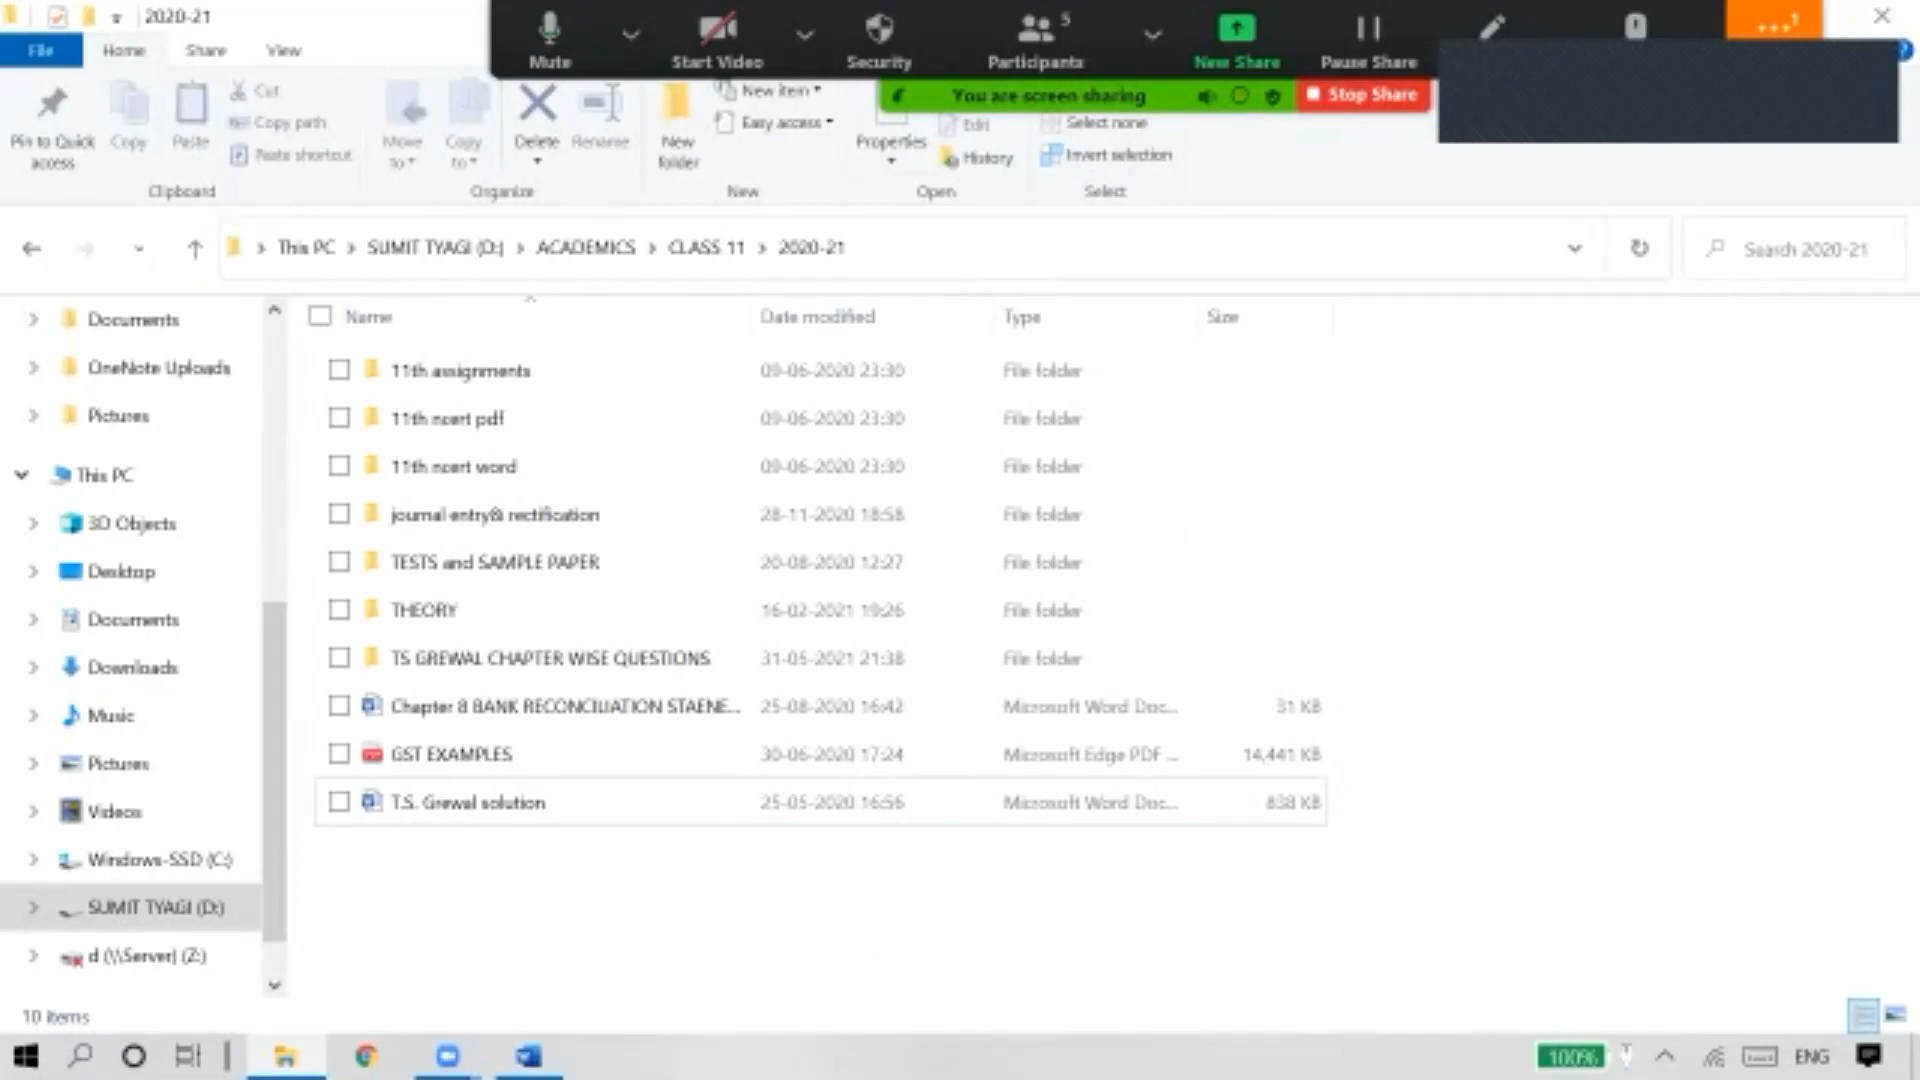 2020-21
File Home Share View
Mute Start Video Security Participants 5 New Share Pause Share ...1
You are screen sharing Stop Share
Pin to Quick access
Copy
Paste
Cut
Copy path
Paste shortcut
Clipboard
Move to
Copy to
Delete
Rename
Organize
New folder
New item
Easy access
New
Properties
Edit
History
Open
Select none
Invert selection
Select
This PC > SUMIT TYAGI (D:) > ACADEMICS > CLASS 11 > 2020-21
Search 2020-21
Documents
OneNote Uploads
Pictures
This PC
3D Objects
Desktop
Documents
Downloads
Music
Pictures
Videos
Windows-SSD (C:)
SUMIT TYAGI (D:)
d (\\Server) (Z:)
Name Date modified Type Size
11th assignments 09-06-2020 23:30 File folder
11th ncert pdf 09-06-2020 23:30 File folder
11th ncert word 09-06-2020 23:30 File folder
journal entry& rectification 28-11-2020 18:58 File folder
TESTS and SAMPLE PAPER 20-08-2020 12:27 File folder
THEORY 16-02-2021 19:26 File folder
TS GREWAL CHAPTER WISE QUESTIONS 31-05-2021 21:38 File folder
Chapter 8 BANK RECONCILIATION STAENE... 25-08-2020 16:42 Microsoft Word Doc... 31 KB
GST EXAMPLES 30-06-2020 17:24 Microsoft Edge PDF ... 14,441 KB
T.S. Grewal solution 25-05-2020 16:56 Microsoft Word Doc... 838 KB
10 items
100% ENG